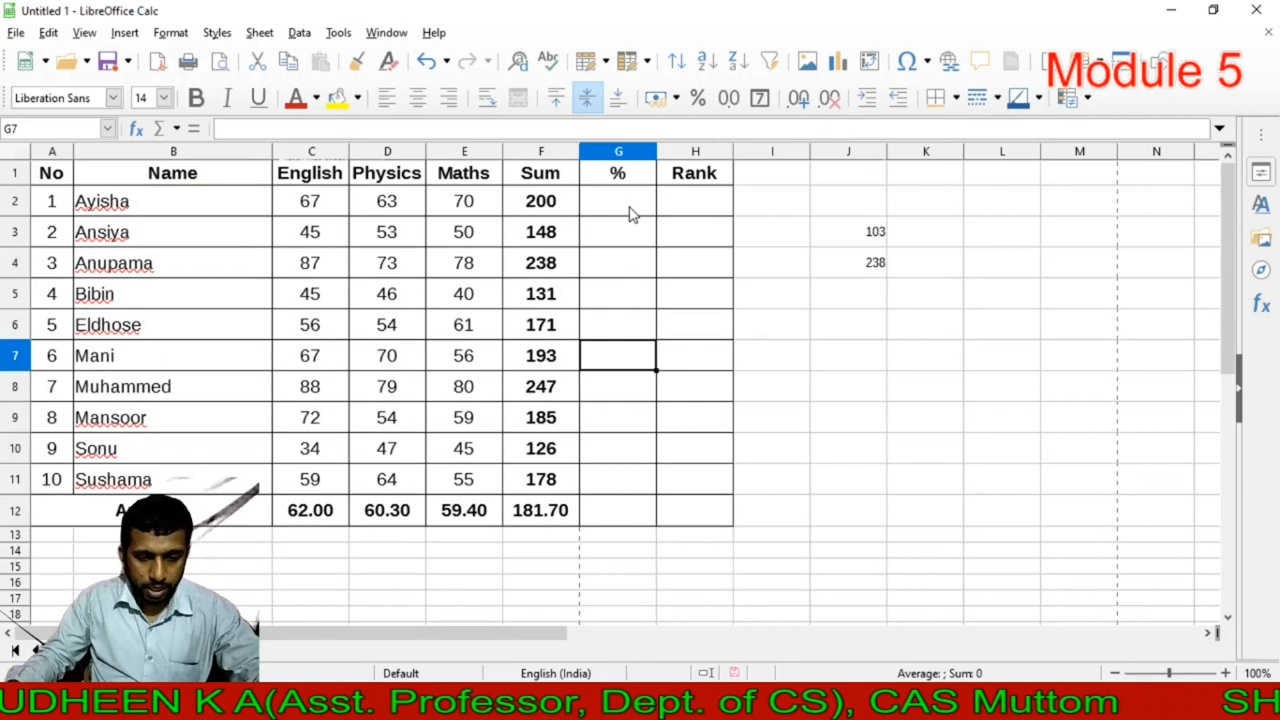 Untitled 1 - LibreOffice Calc
File Edit View Insert Format Styles Sheet Data Tools Window Help
Module 5
Liberation Sans 14
G7
A B C D E F G H I J K L M N
1 No Name English Physics Maths Sum % Rank
2 1 Ayisha 67 63 70 200
3 2 Ansiya 45 53 50 148 103
4 3 Anupama 87 73 78 238 238
5 4 Bibin 45 46 40 131
6 5 Eldhose 56 54 61 171
7 6 Mani 67 70 56 193
8 7 Muhammed 88 79 80 247
9 8 Mansoor 72 54 59 185
10 9 Sonu 34 47 45 126
11 10 Sushama 59 64 55 178
12 62.00 60.30 59.40 181.70
13
14
15
16
17
18
Default English (India) Average: ; Sum: 0 100%
UDHEEN K A(Asst. Professor, Dept. of CS), CAS Muttom SH